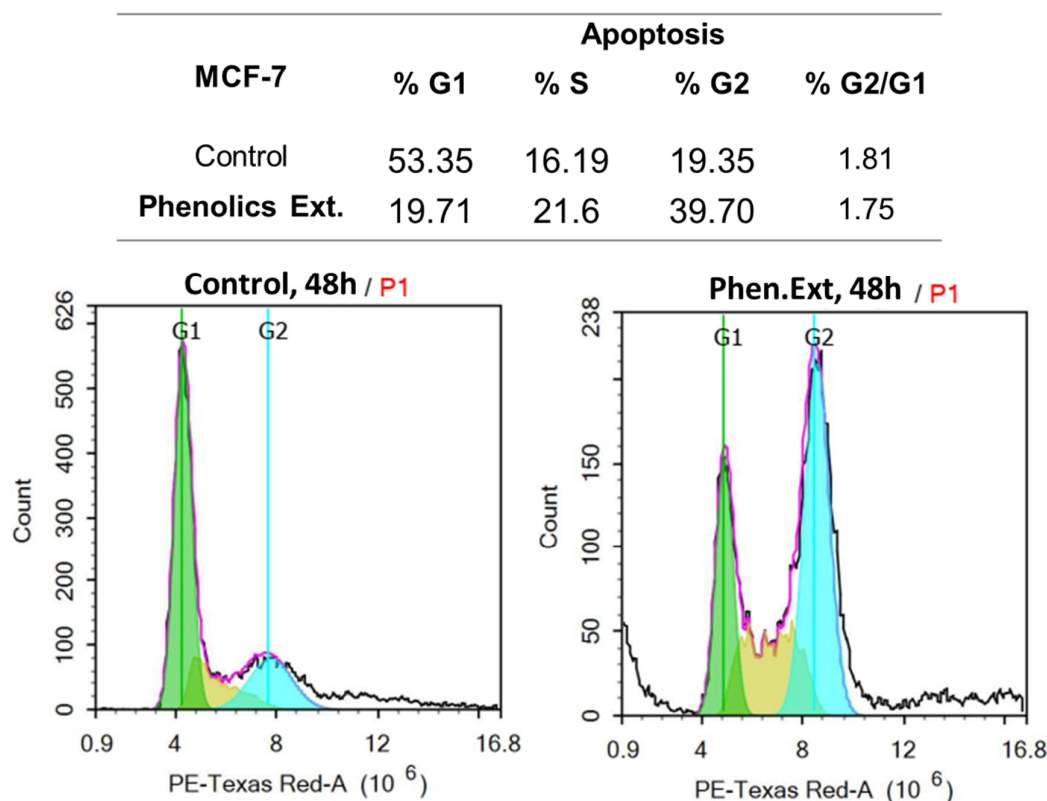 Apoptosis
MCF-7 % G1 % S % G2 % G2/G1
Control 53.35 16.19 19.35 1.81
Phenolics Ext. 19.71 21.6 39.70 1.75
Control, 48h / P1
626
G1 G2
500
400
300
200
100
0
Count
0.9 4 8 12 16.8
PE-Texas Red-A (10 6)
Phen.Ext, 48h / P1
238
G1 G2
150
100
50
0
Count
0.9 4 8 12 16.8
PE-Texas Red-A (10 6)